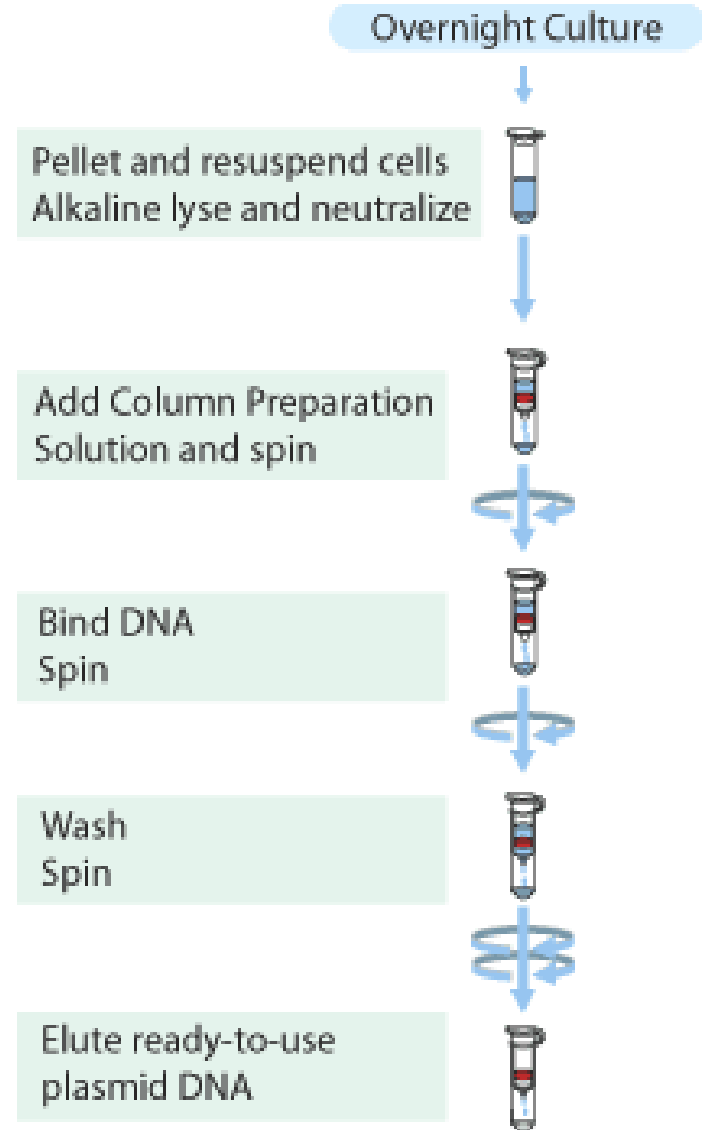 Overnight Culture
Pellet and resuspend cells
Alkaline lyse and neutralize
Add Column Preparation
Solution and spin
Bind DNA
Spin
Wash
Spin
Elute ready-to-use
plasmid DNA